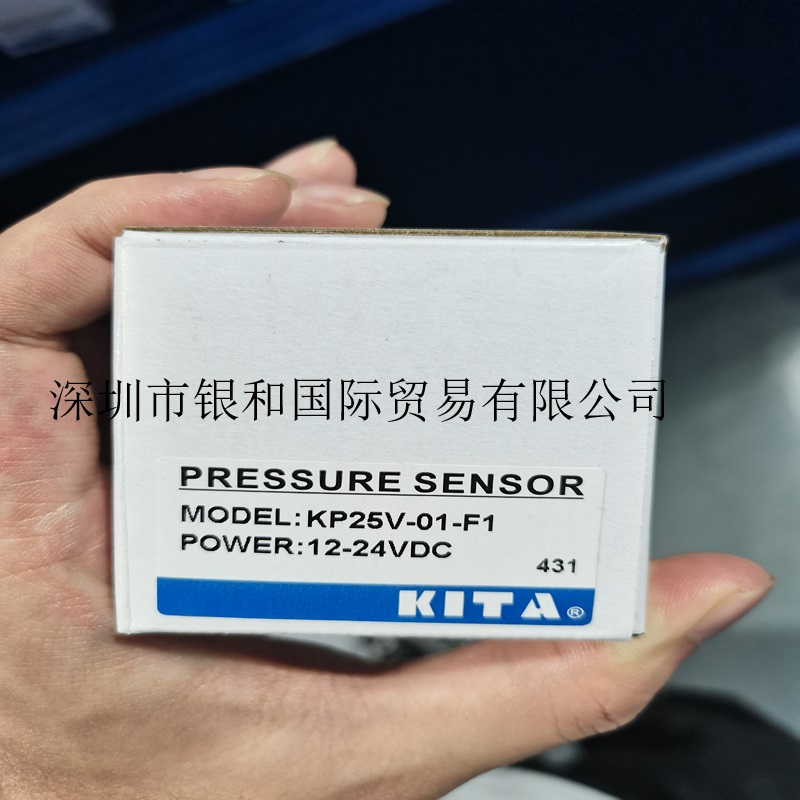 深圳市银和国际贸易有限公司
PRESSURE SENSOR
MODEL:KP25V-01-F1
POWER:12-24VDC
431
KITA®